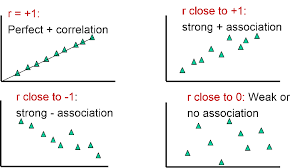 r = +1:
Perfect + correlation
r close to +1:
strong + association
r close to -1:
strong - association
r close to 0: Weak or
no association